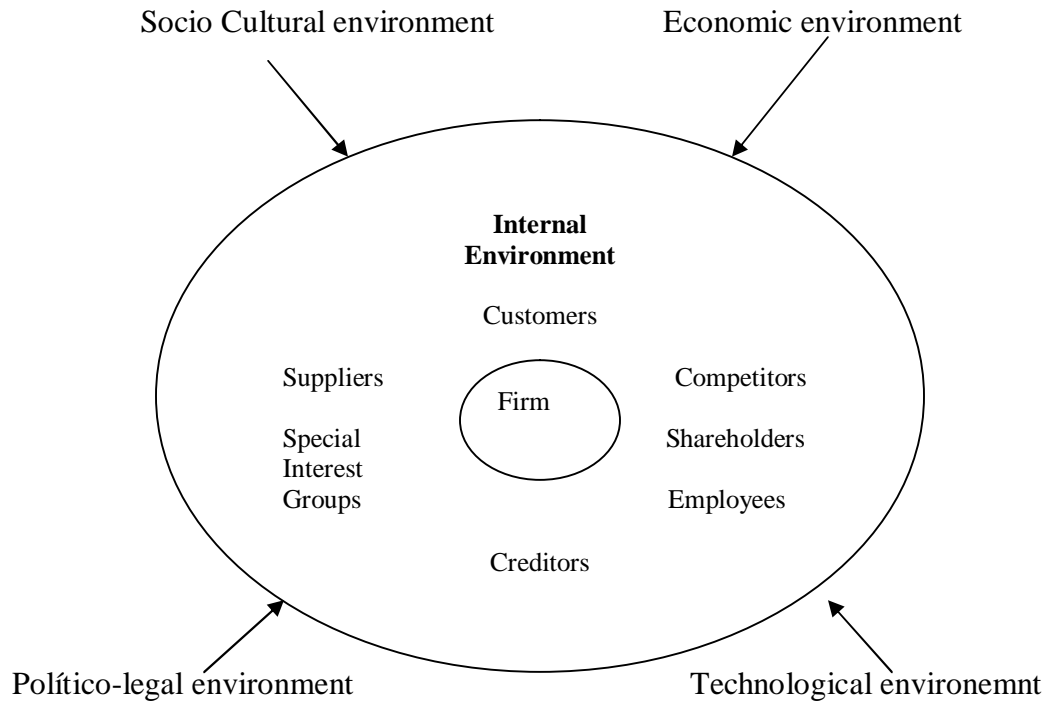 Socio Cultural environment
Economic environment
Internal
Environment
Customers
Suppliers
Competitors
Firm
Special
Interest
Groups
Shareholders
Employees
Creditors
Político-legal environment
Technological environemnt